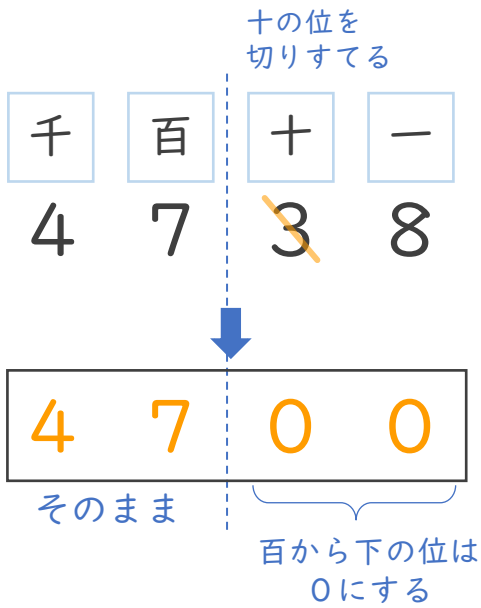 十の位を
切りすてる
千 百 十 一
4 7 3 8
4 7 0 0
そのまま
百から下の位は
0にする